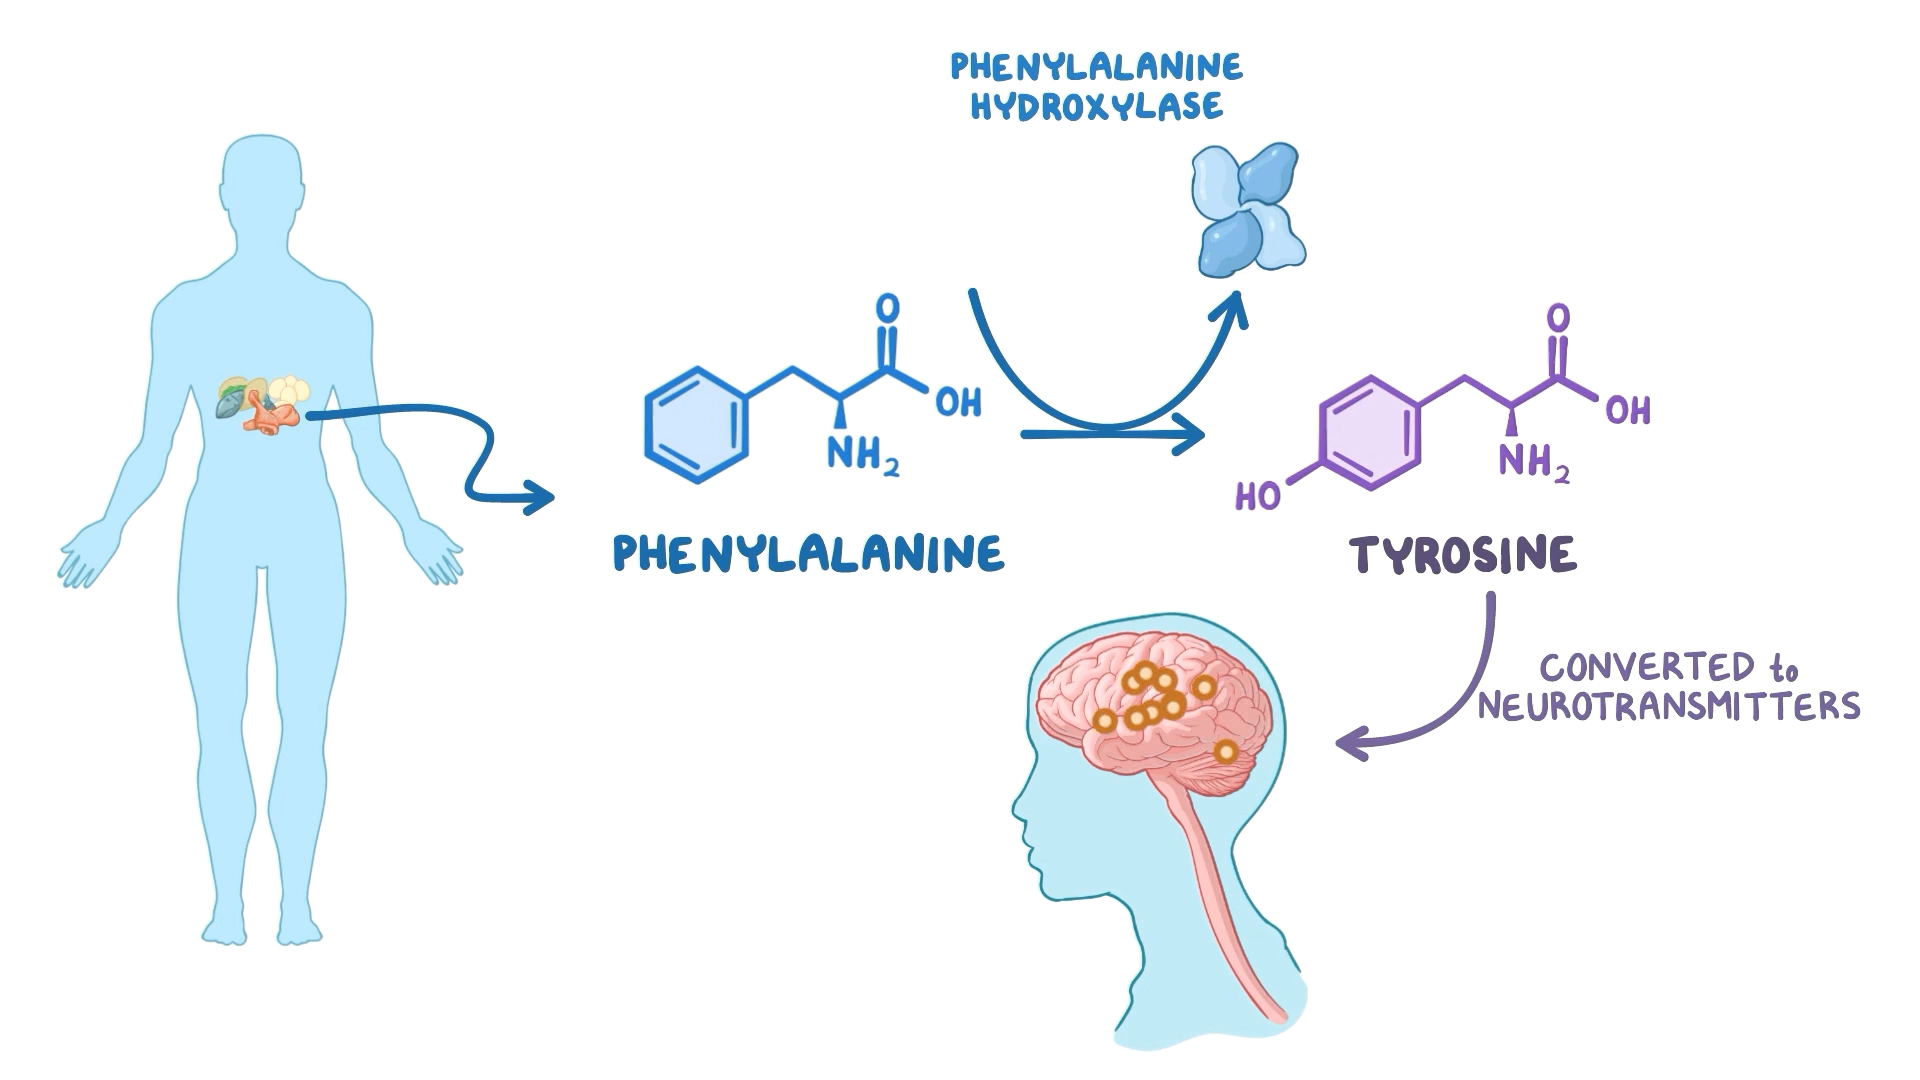 PHENYLALANINE
HYDROXYLASE
O
OH
NH2
PHENYLALANINE
O
OH
NH2
HO
TYROSINE
CONVERTED to
NEUROTRANSMITTERS